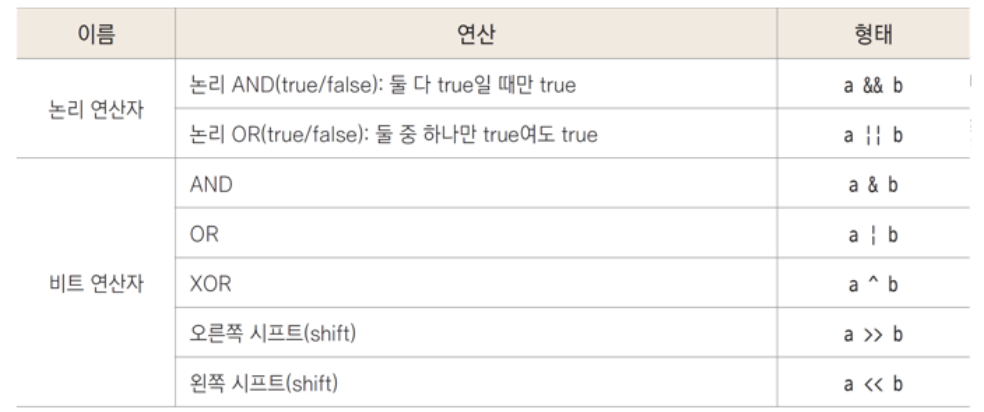 이름 연산 형태
논리 연산자
논리 AND(true/false): 둘 다 true일 때만 true a && b
논리 OR(true/false): 둘 중 하나만 true여도 true a ¦¦ b
비트 연산자
AND a & b
OR a ¦ b
XOR a ^ b
오른쪽 시프트(shift) a >> b
왼쪽 시프트(shift) a << b